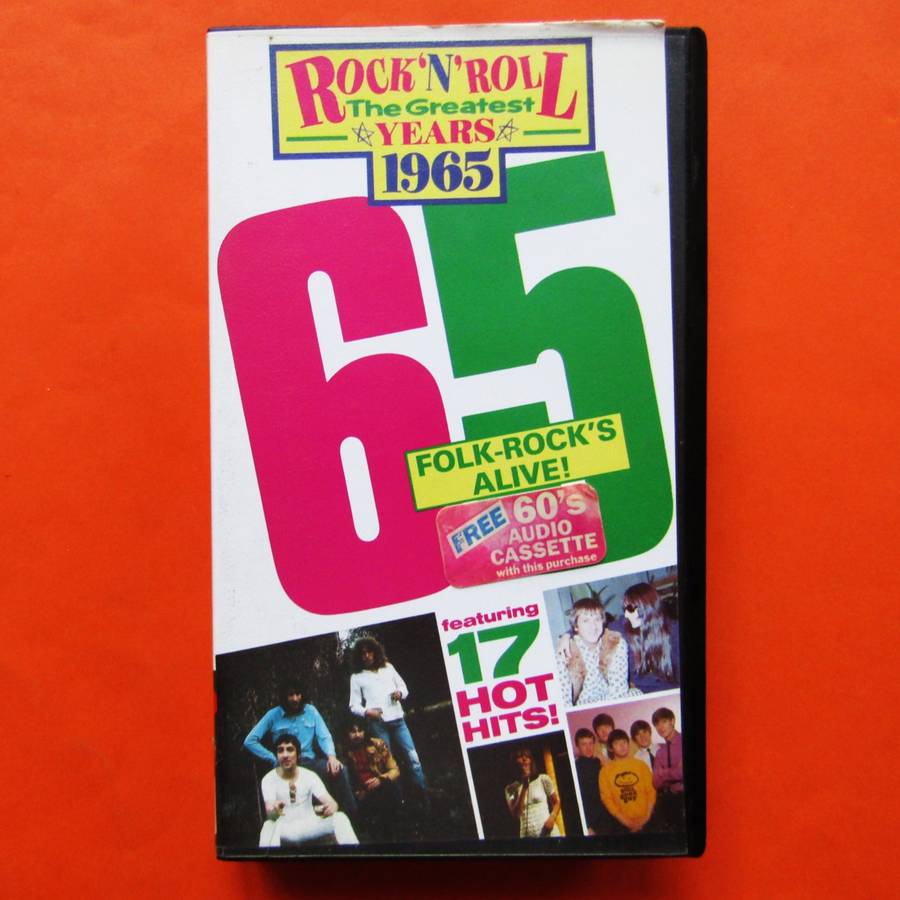 ROCK 'N' ROLL
The Greatest
YEARS
1965
65
FOLK-ROCK'S
ALIVE!
FREE 60's
AUDIO
CASSETTE
with this purchase
featuring
17
HOT
HITS!